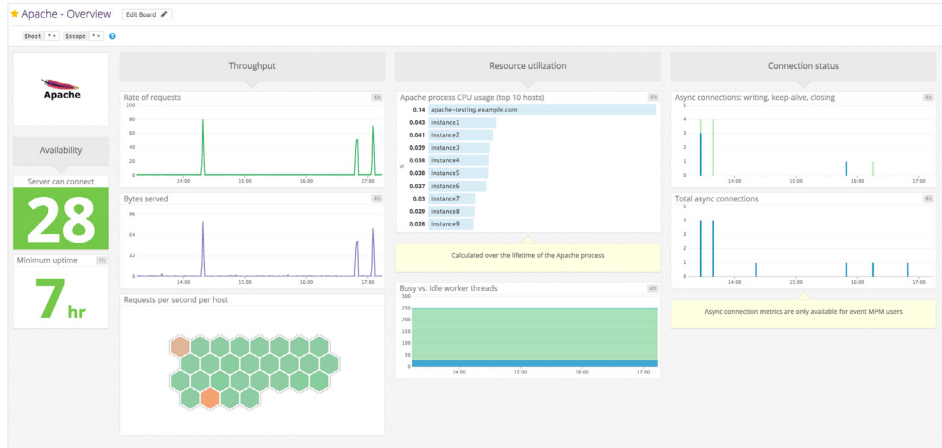 Apache - Overview Edit Board
$host * $scope *
Apache
Availability
Server can connect
28
Minimum uptime 1h
7 hr
Throughput
Rate of requests 4h
100
80
60
40
20
0
14:00 15:00 16:00 17:00
Bytes served 4h
96
64
32
0
14:00 15:00 16:00 17:00
Requests per second per host
Resource utilization
Apache process CPU usage (top 10 hosts) 4h
%
0.14 apache-testing.example.com
0.043 instance1
0.041 instance2
0.039 instance3
0.038 instance4
0.038 instance5
0.037 instance6
0.03 instance7
0.029 instance8
0.028 instance9
Calculated over the lifetime of the Apache process
Busy vs. idle worker threads 4h
300
250
200
150
100
50
0
14:00 15:00 16:00 17:00
Connection status
Async connections: writing, keep-alive, closing 4h
5
4
3
2
1
0
14:00 15:00 16:00 17:00
Total async connections 4h
5
4
3
2
1
0
14:00 15:00 16:00 17:00
Async connection metrics are only available for event MPM users